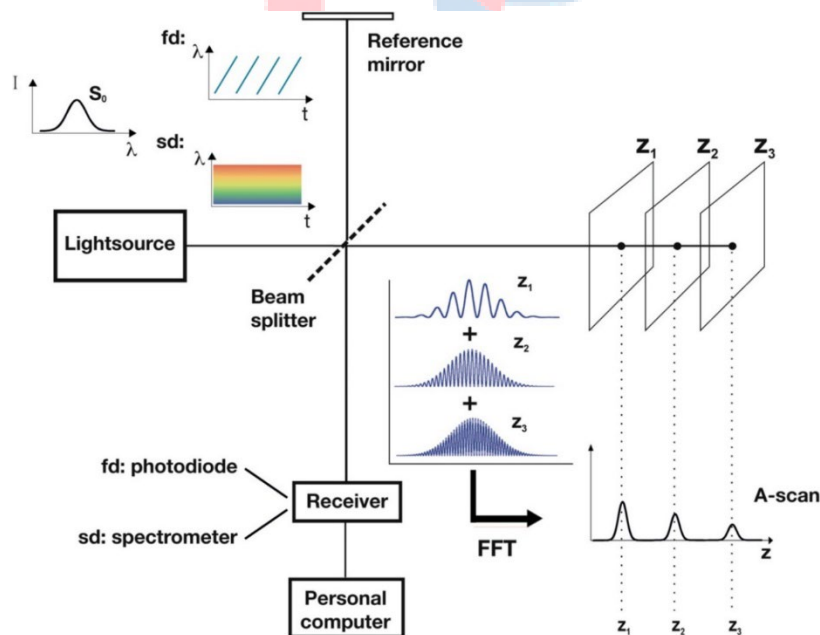 fd:
λ
t
Reference
mirror
I
S₀
λ
sd:
λ
t
Z₁ Z₂ Z₃
Lightsource
Beam
splitter
z₁
+
z₂
+
z₃
fd: photodiode
Receiver
sd: spectrometer
FFT
A-scan
z
Personal
computer
z₁ z₂ z₃